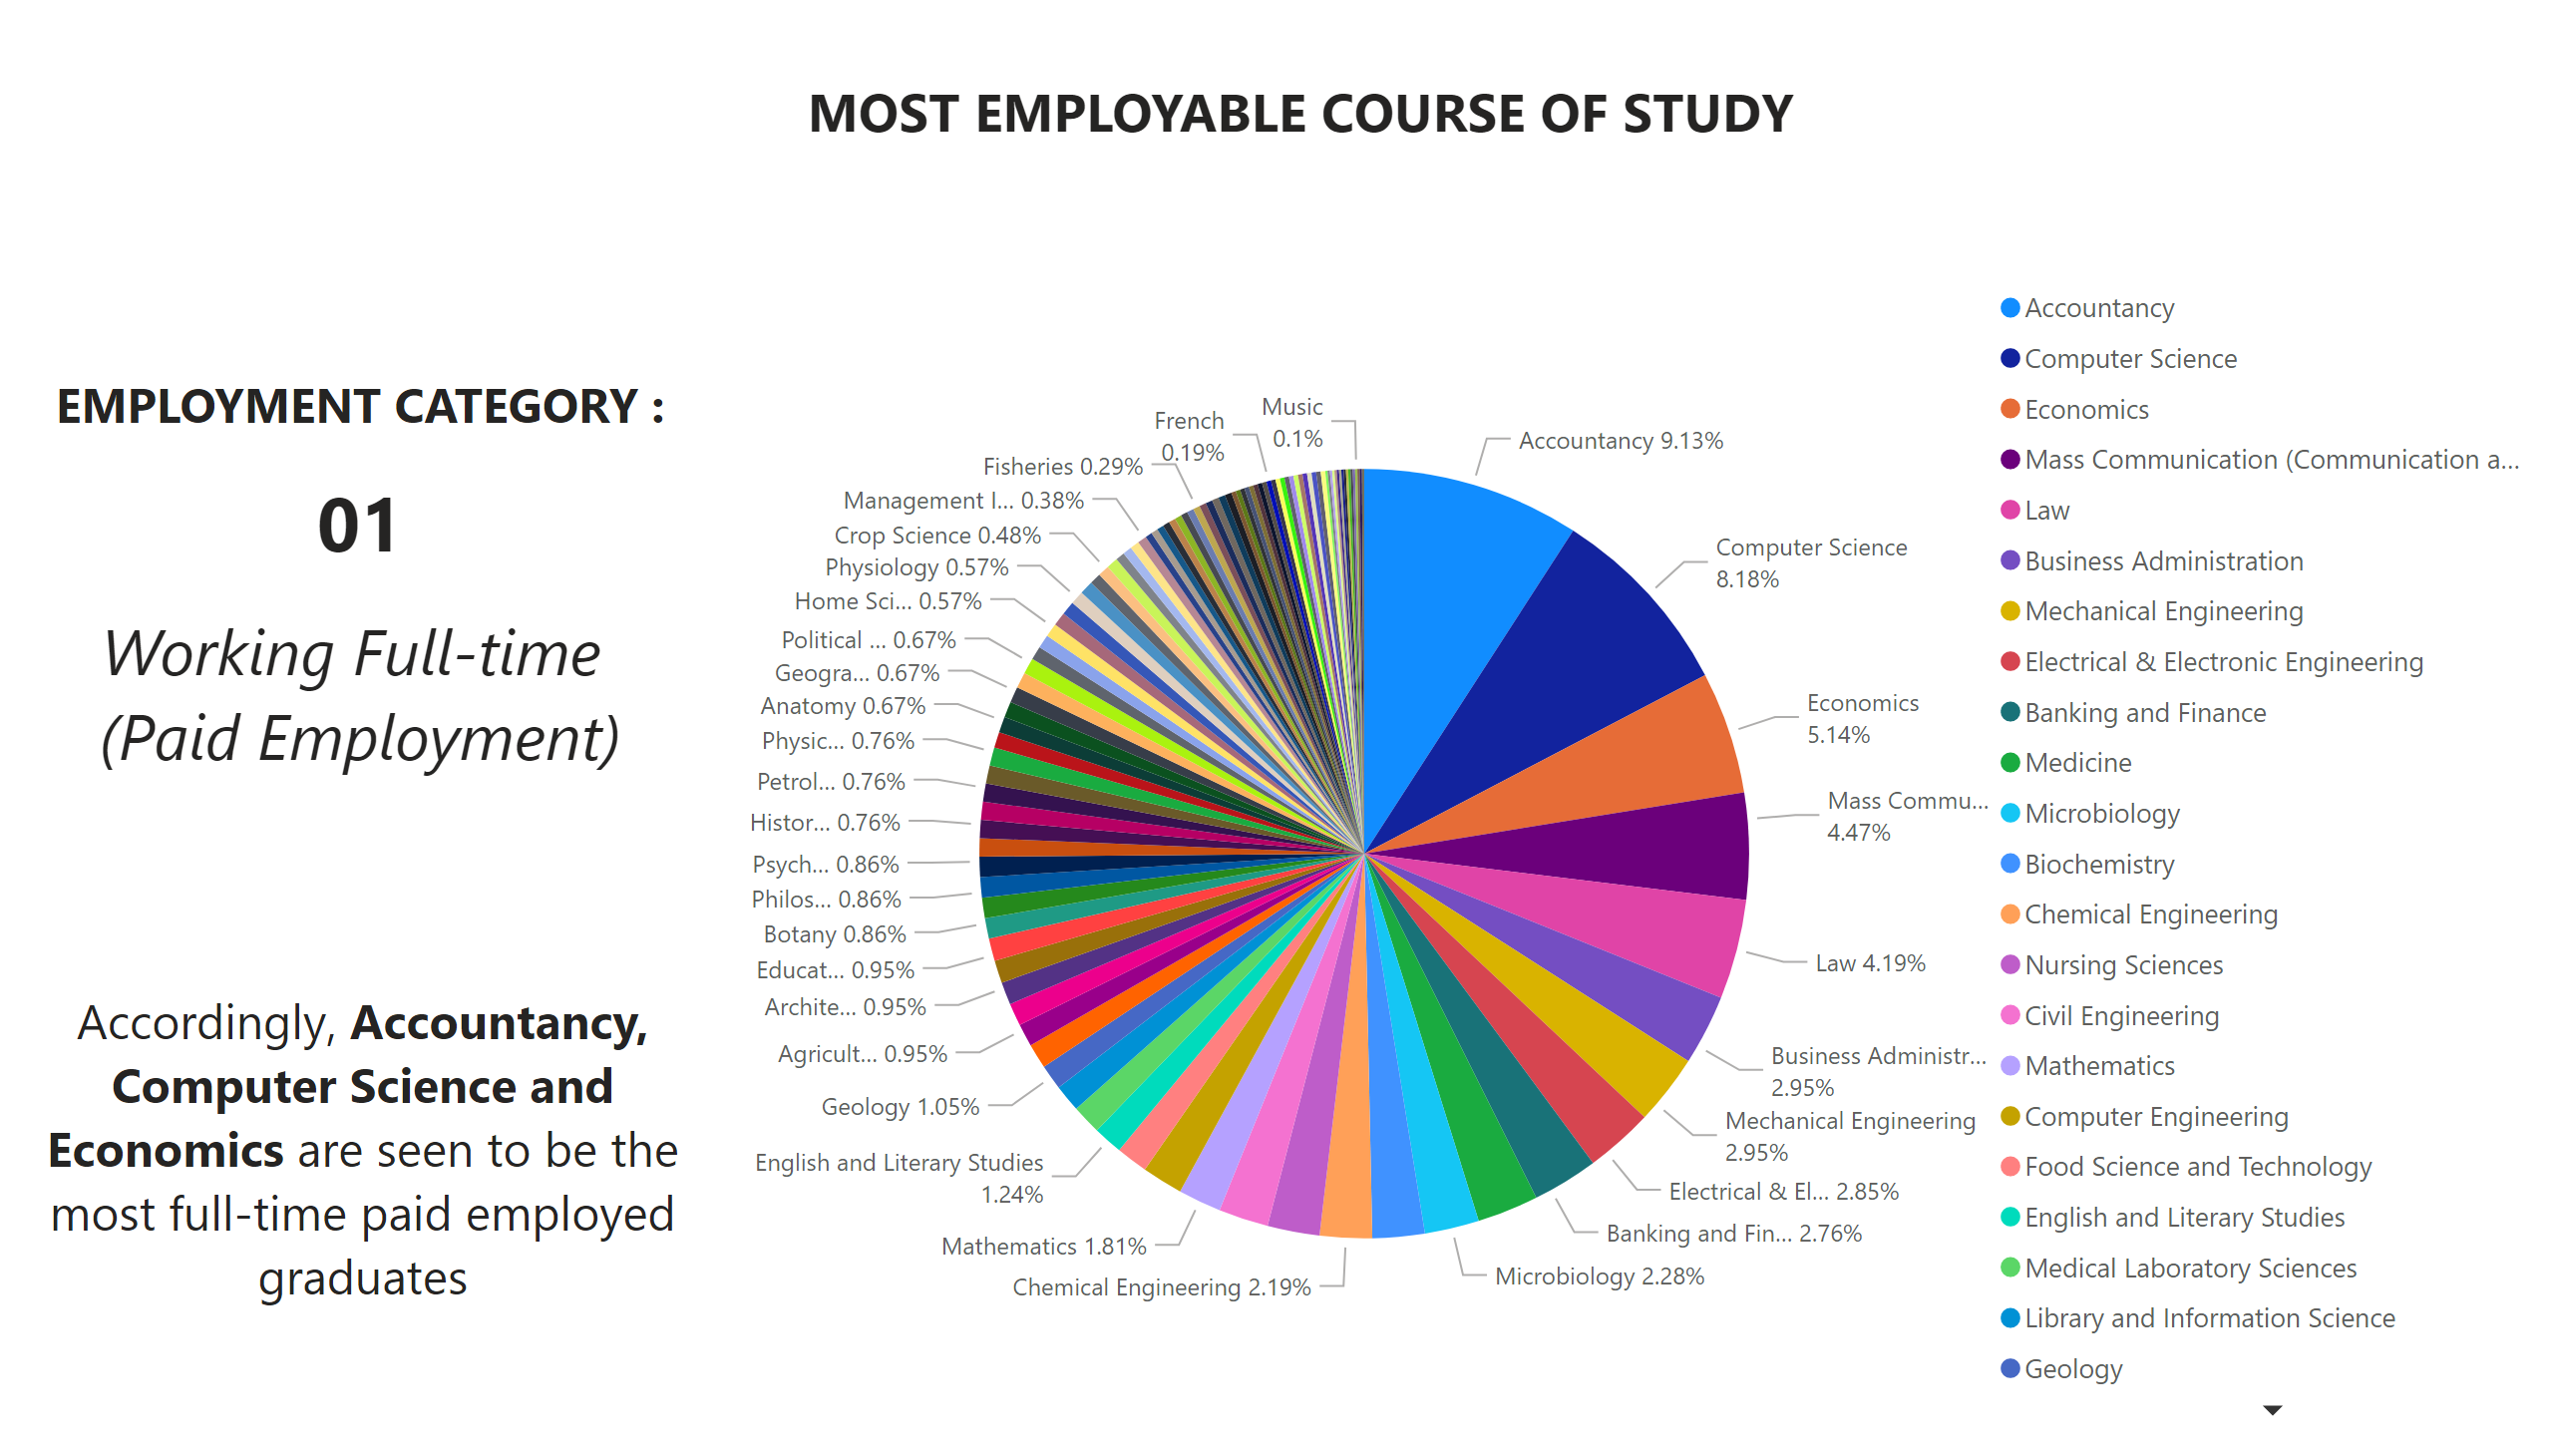 MOST EMPLOYABLE COURSE OF STUDY
EMPLOYMENT CATEGORY :
01
Working Full-time
(Paid Employment)
Accordingly, Accountancy,
Computer Science and
Economics are seen to be the
most full-time paid employed
graduates
Music
0.1%
French
0.19%
Fisheries 0.29%
Management I... 0.38%
Crop Science 0.48%
Physiology 0.57%
Home Sci... 0.57%
Political ... 0.67%
Geogra... 0.67%
Anatomy 0.67%
Physic... 0.76%
Petrol... 0.76%
Histor... 0.76%
Psych... 0.86%
Philos... 0.86%
Botany 0.86%
Educat... 0.95%
Archite... 0.95%
Agricult... 0.95%
Geology 1.05%
English and Literary Studies
1.24%
Mathematics 1.81%
Chemical Engineering 2.19%
Accountancy 9.13%
Computer Science
8.18%
Economics
5.14%
Mass Commu...
4.47%
Law 4.19%
Business Administr...
2.95%
Mechanical Engineering
2.95%
Electrical & El... 2.85%
Banking and Fin... 2.76%
Microbiology 2.28%
Accountancy
Computer Science
Economics
Mass Communication (Communication a...
Law
Business Administration
Mechanical Engineering
Electrical & Electronic Engineering
Banking and Finance
Medicine
Microbiology
Biochemistry
Chemical Engineering
Nursing Sciences
Civil Engineering
Mathematics
Computer Engineering
Food Science and Technology
English and Literary Studies
Medical Laboratory Sciences
Library and Information Science
Geology